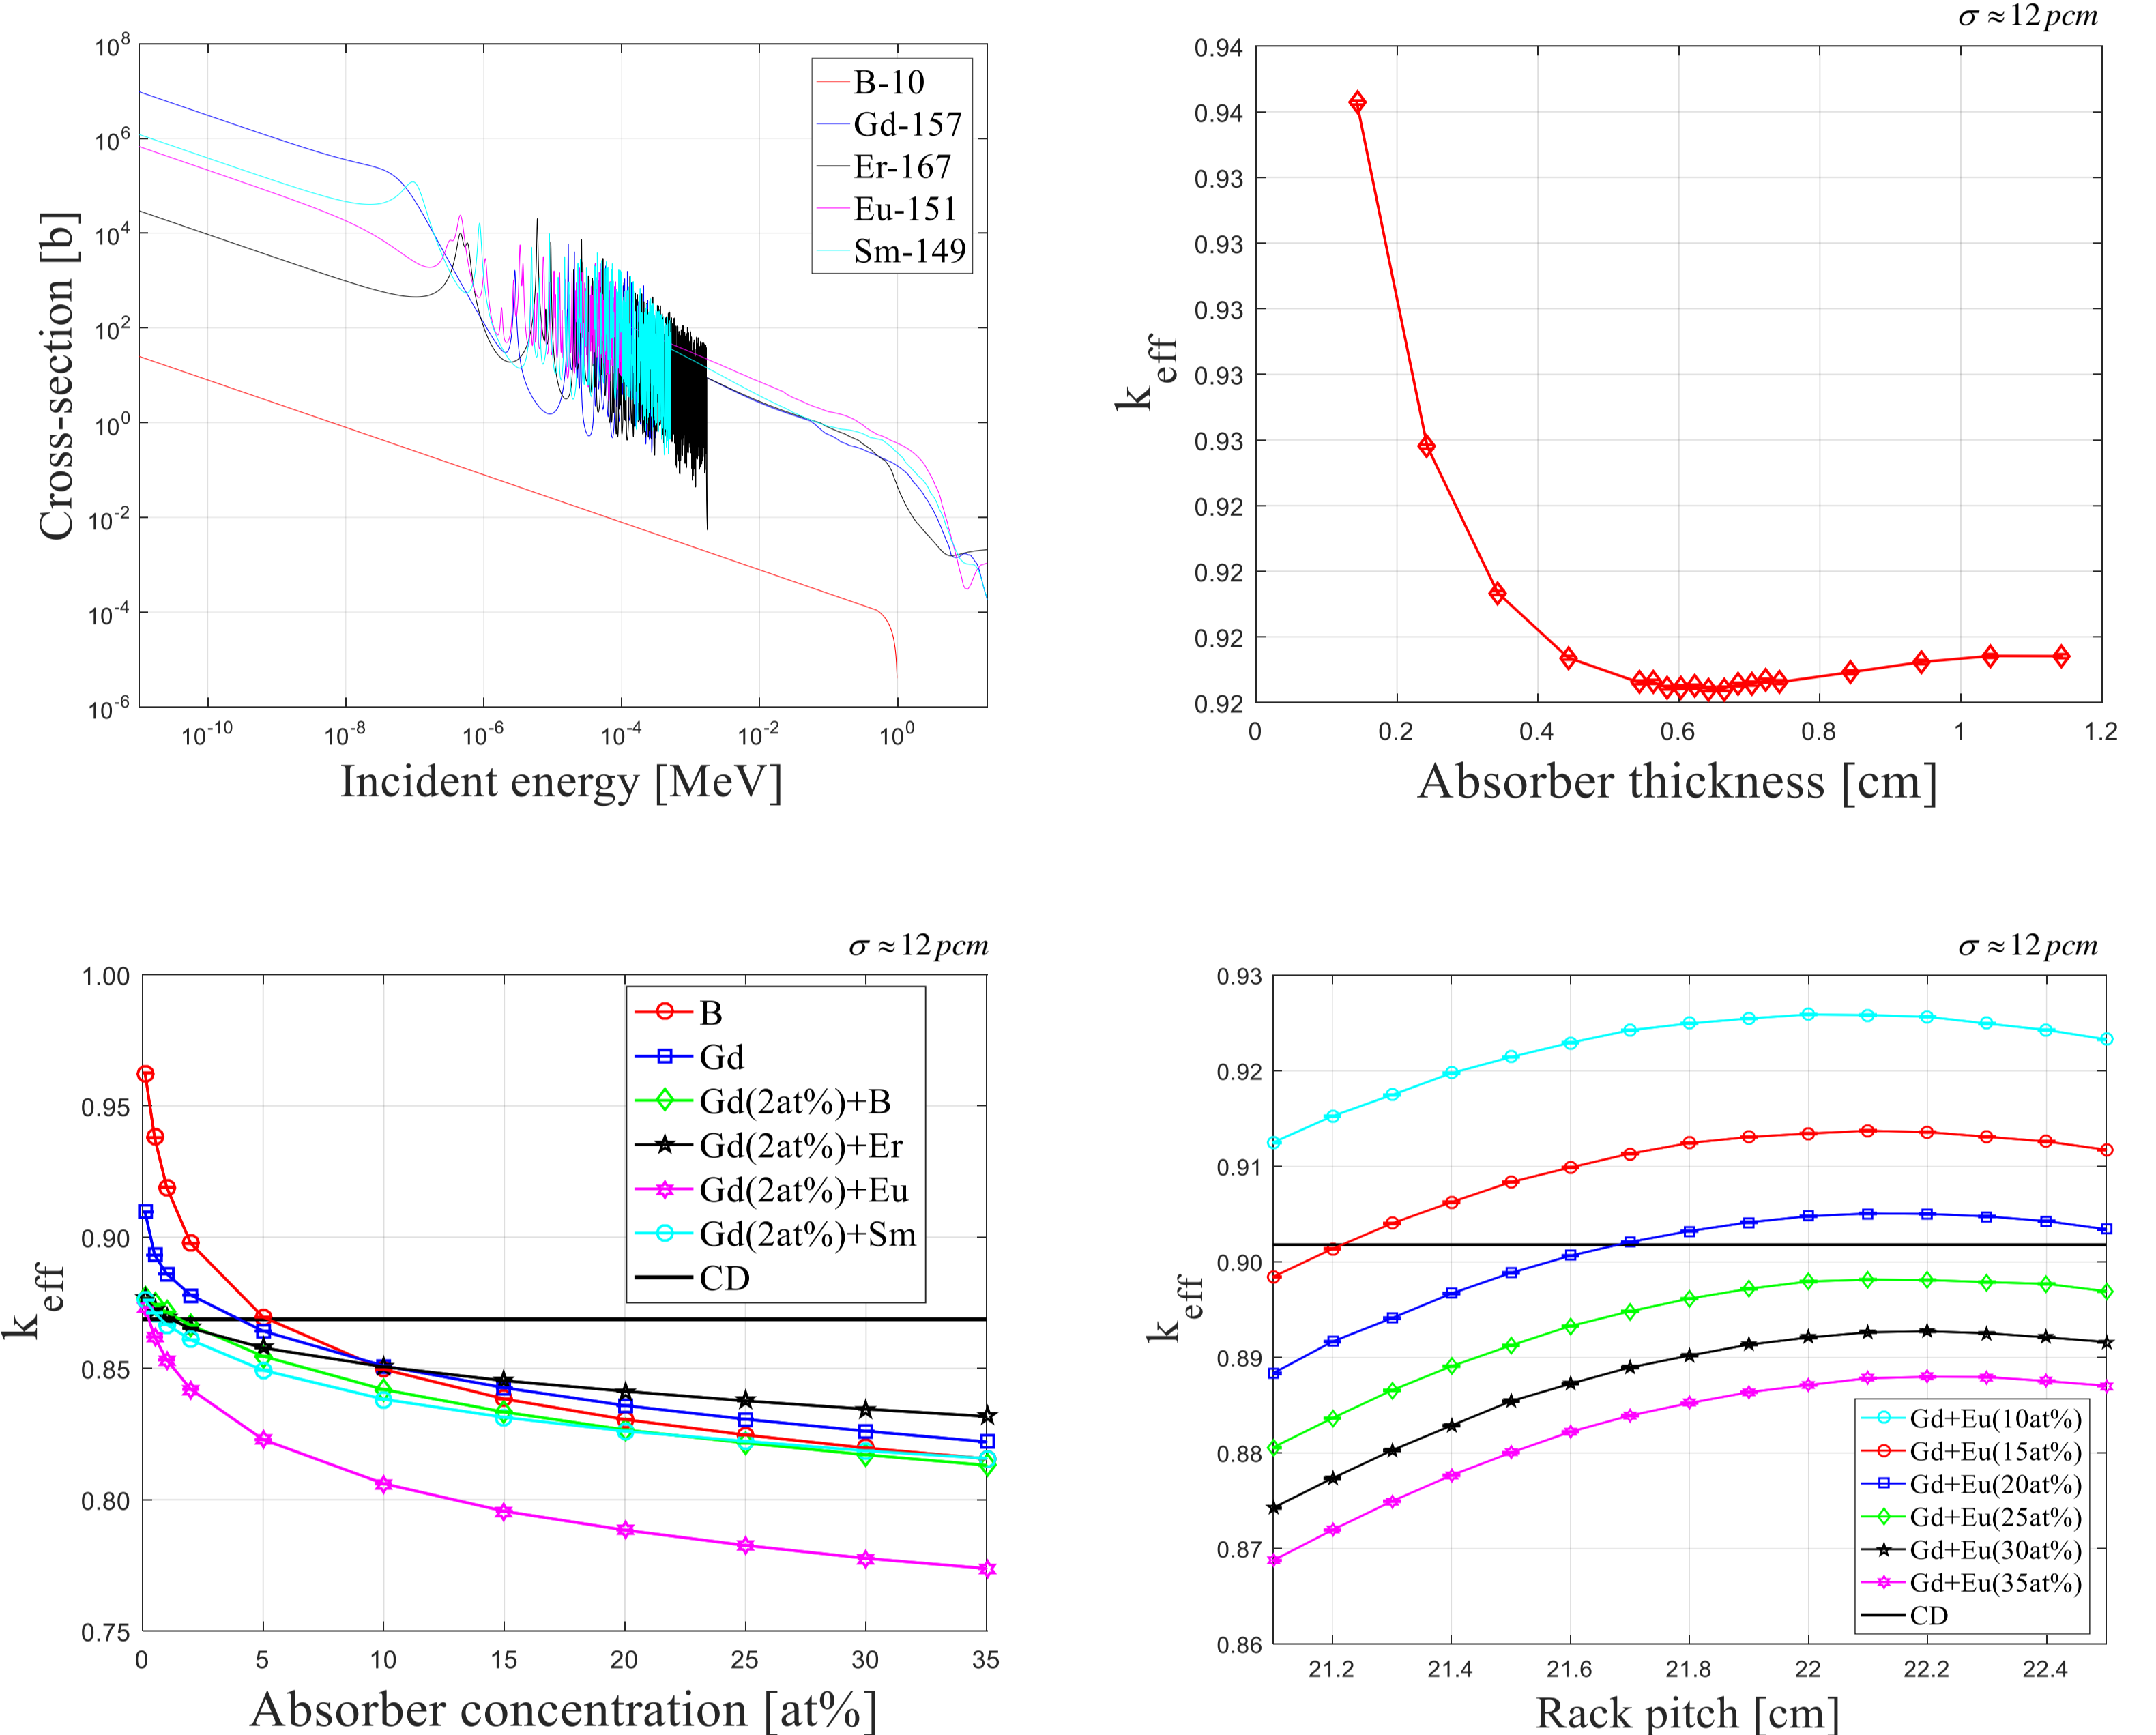 σ ≈ 12 pcm
10^8
10^6
10^4
10^2
10^0
10^-2
10^-4
10^-6
Cross-section [b]
B-10
Gd-157
Er-167
Eu-151
Sm-149
10^-10
10^-8
10^-6
10^-4
10^-2
10^0
Incident energy [MeV]
0.94
0.94
0.93
0.93
0.93
0.93
0.93
0.92
0.92
0.92
0.92
k_eff
0
0.2
0.4
0.6
0.8
1
1.2
Absorber thickness [cm]
σ ≈ 12 pcm
1.00
0.95
0.90
0.85
0.80
0.75
k_eff
B
Gd
Gd(2at%)+B
Gd(2at%)+Er
Gd(2at%)+Eu
Gd(2at%)+Sm
CD
0
5
10
15
20
25
30
35
Absorber concentration [at%]
σ ≈ 12 pcm
0.93
0.92
0.91
0.90
0.89
0.88
0.87
0.86
k_eff
Gd+Eu(10at%)
Gd+Eu(15at%)
Gd+Eu(20at%)
Gd+Eu(25at%)
Gd+Eu(30at%)
Gd+Eu(35at%)
CD
21.2
21.4
21.6
21.8
22
22.2
22.4
Rack pitch [cm]